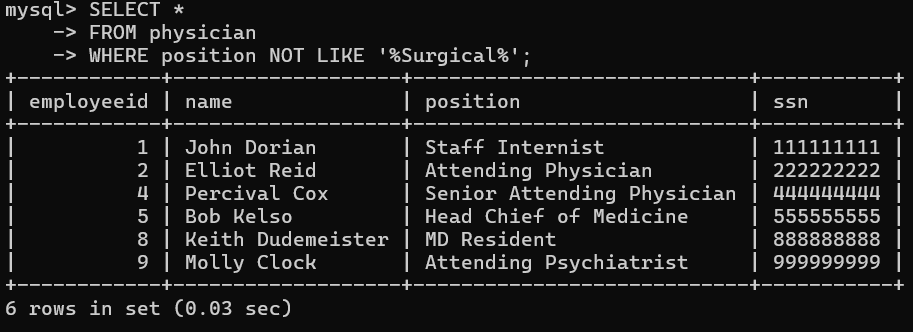 mysql> SELECT *
    -> FROM physician
    -> WHERE position NOT LIKE '%Surgical%';
+------------+------------------+----------------------------+-----------+
| employeeid | name             | position                   | ssn       |
+------------+------------------+----------------------------+-----------+
|          1 | John Dorian      | Staff Internist            | 111111111 |
|          2 | Elliot Reid      | Attending Physician        | 222222222 |
|          4 | Percival Cox     | Senior Attending Physician | 444444444 |
|          5 | Bob Kelso        | Head Chief of Medicine     | 555555555 |
|          8 | Keith Dudemeister | MD Resident                | 888888888 |
|          9 | Molly Clock      | Attending Psychiatrist     | 999999999 |
+------------+------------------+----------------------------+-----------+
6 rows in set (0.03 sec)